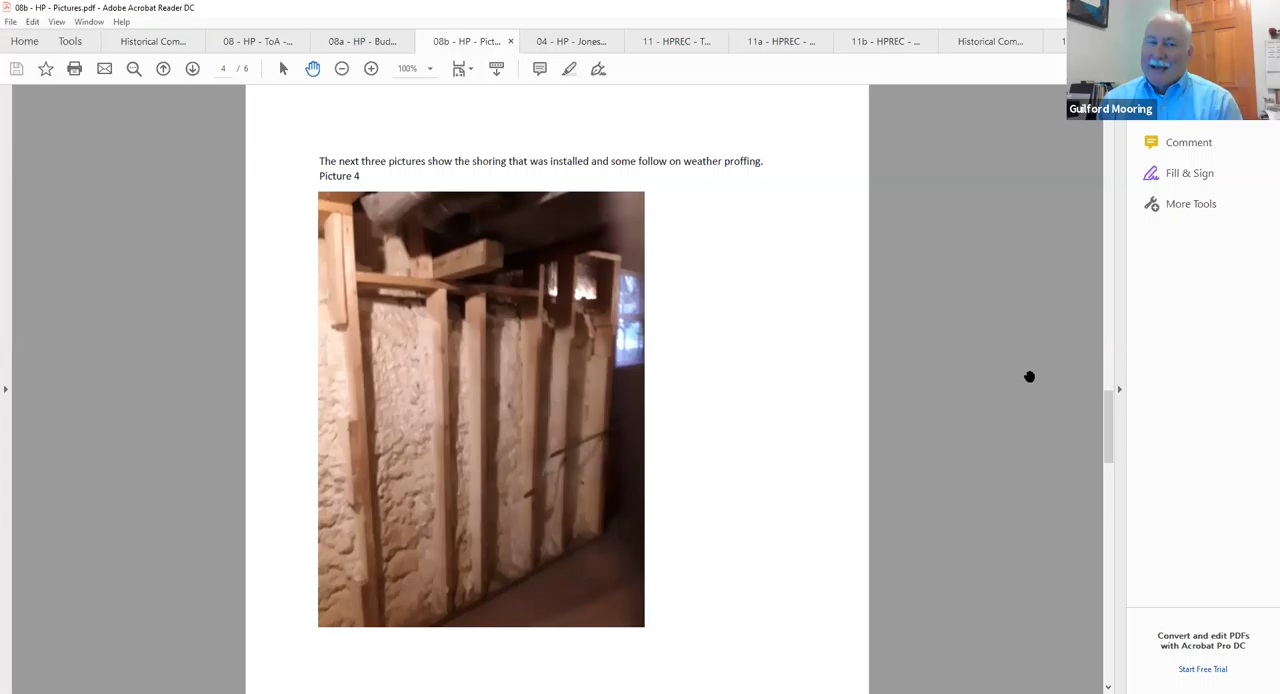 08b - HP - Pictures.pdf - Adobe Acrobat Reader DC
File Edit View Window Help
Home Tools Historical Com... 08 - HP - ToA -... 08a - HP - Bud... 08b - HP - Pict... × 04 - HP - Jones... 11 - HPREC - T... 11a - HPREC - ... 11b - HPREC - ... Historical Com... 1
4 / 6 100%
Guilford Mooring
Comment
Fill & Sign
More Tools
The next three pictures show the shoring that was installed and some follow on weather proffing.
Picture 4
Convert and edit PDFs
with Acrobat Pro DC
Start Free Trial